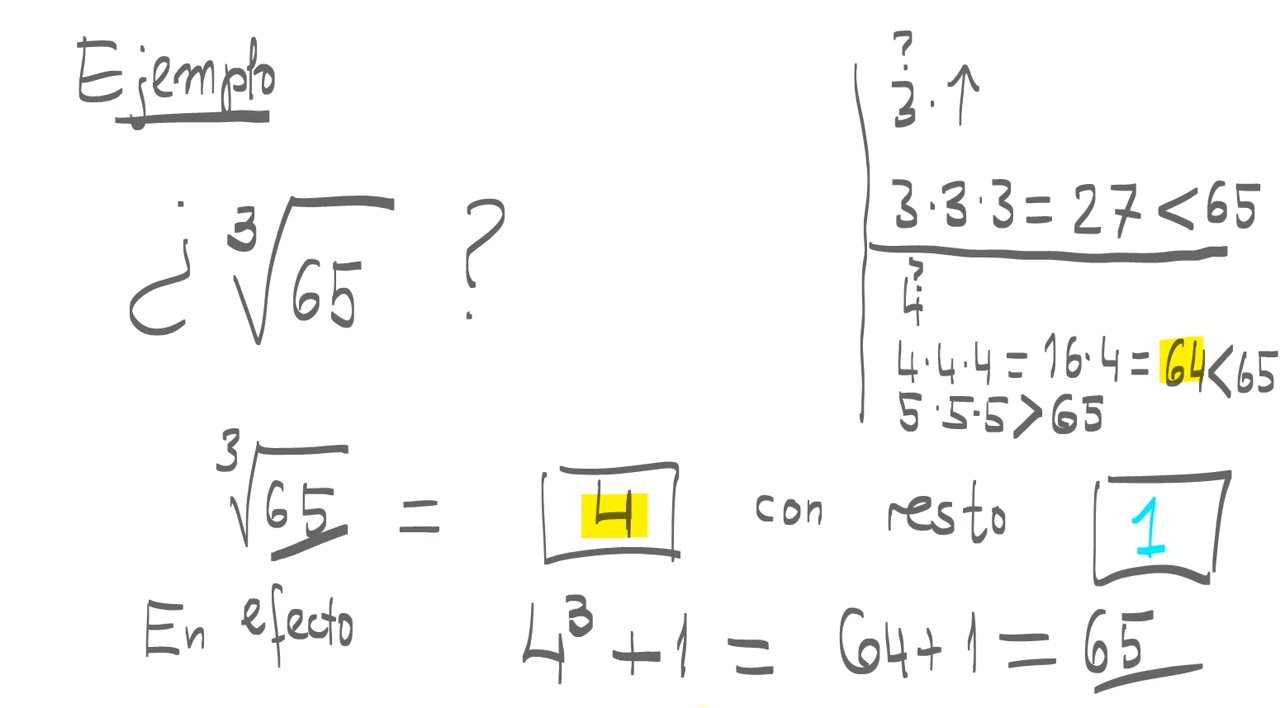 Ejemplo
¿ ∛65 ?
?
3 · ↑
3·3·3 = 27 < 65
?
4
4·4·4 = 16·4 = 64 < 65
5·5·5 > 65
∛65 = 4 con resto 1
En efecto 4³ + 1 = 64 + 1 = 65